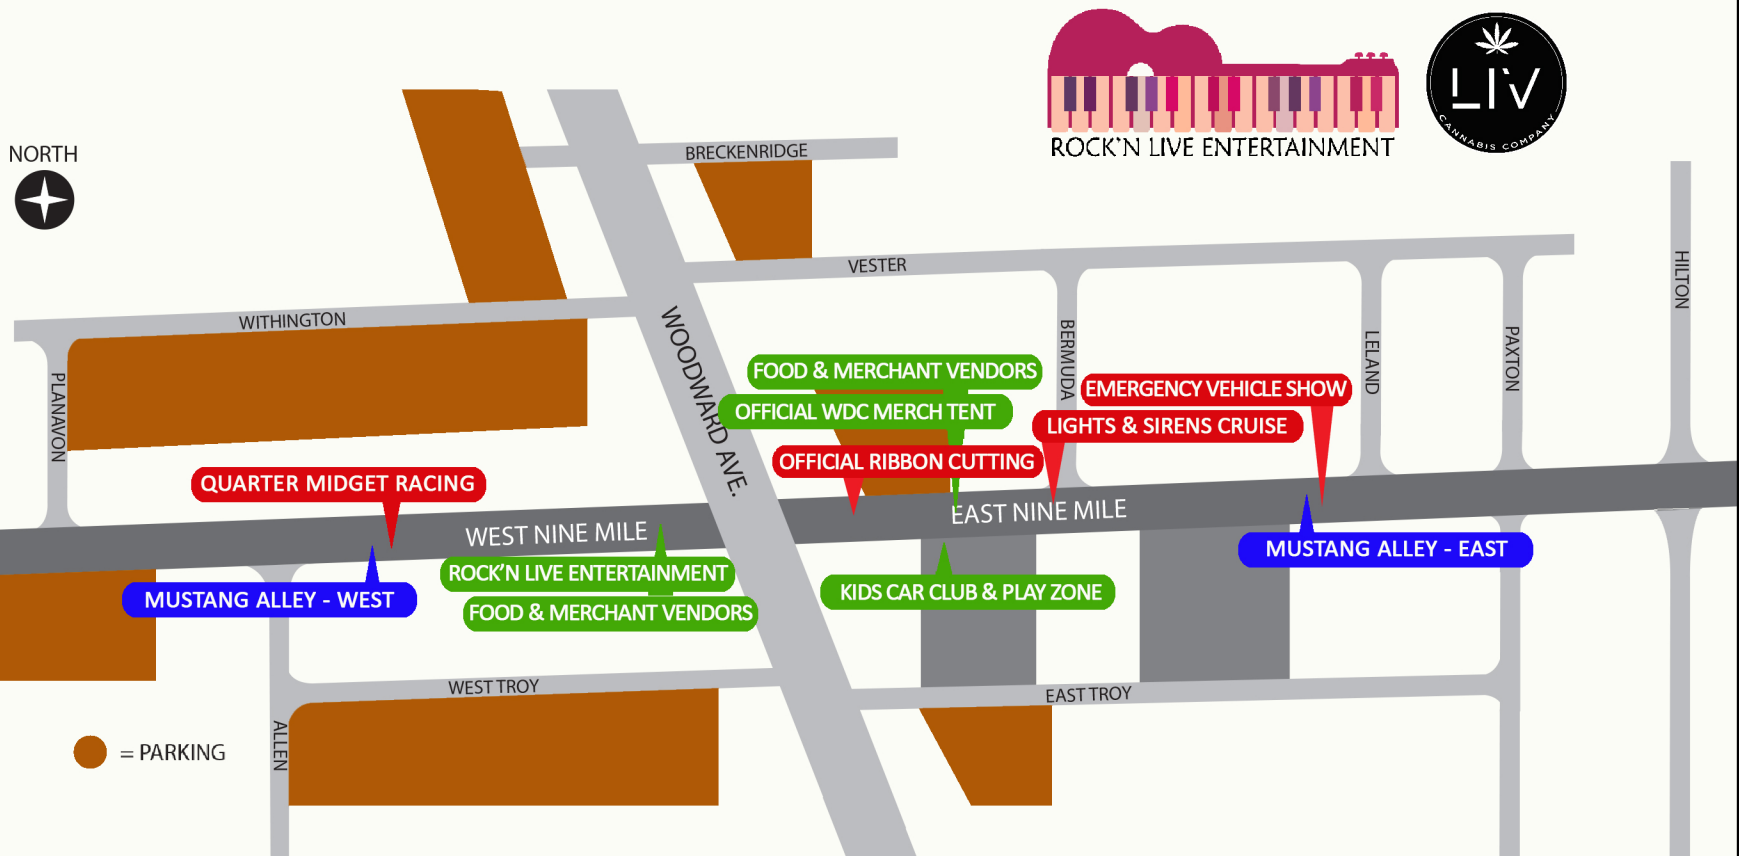 ROCK'N LIVE ENTERTAINMENT
LIV
CANNABIS COMPANY
NORTH
BRECKENRIDGE
VESTER
WITHINGTON
PLANAVON
WOODWARD AVE.
BERMUDA
LELAND
PAXTON
HILTON
FOOD & MERCHANT VENDORS
OFFICIAL WDC MERCH TENT
OFFICIAL RIBBON CUTTING
EMERGENCY VEHICLE SHOW
LIGHTS & SIRENS CRUISE
QUARTER MIDGET RACING
WEST NINE MILE
EAST NINE MILE
MUSTANG ALLEY - EAST
MUSTANG ALLEY - WEST
ROCK'N LIVE ENTERTAINMENT
FOOD & MERCHANT VENDORS
KIDS CAR CLUB & PLAY ZONE
WEST TROY
EAST TROY
ALLEN
= PARKING